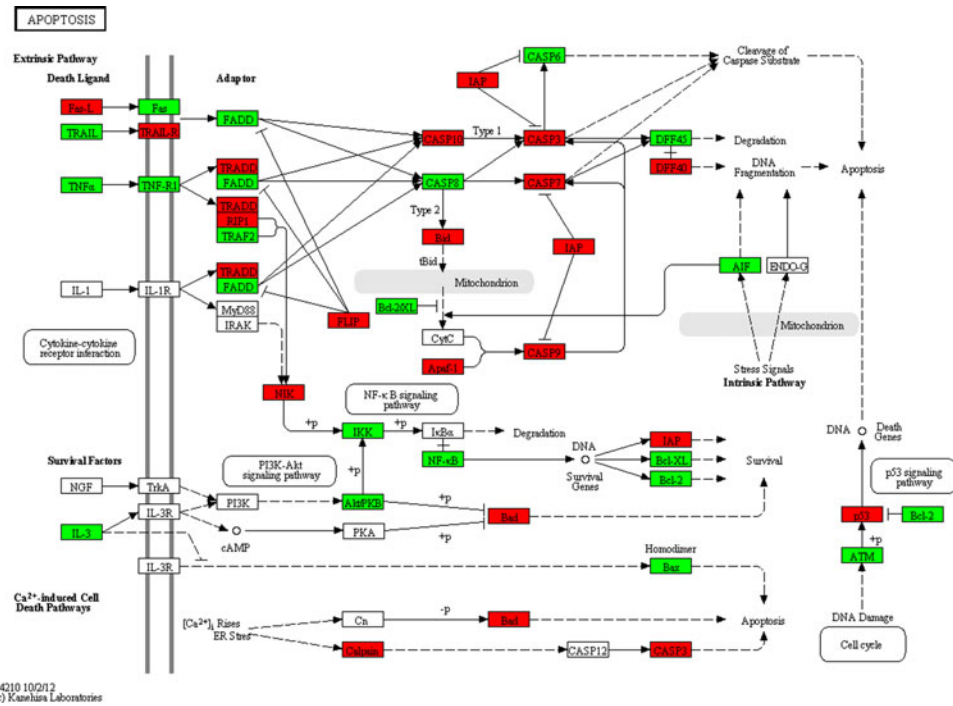 APOPTOSIS
Extrinsic Pathway
Death Ligand
Adaptor
Fas-L
Fas
TRAIL
TRAIL-R
FADD
TNFα
TNF-R1
TRADD
FADD
TRADD
RIP1
TRAF2
IL-1
IL-1R
TRADD
FADD
MyD88
IRAK
Cytokine-cytokine
receptor interaction
FLIP
NIK
CASP6
IAP
CASP10
Type 1
CASP3
CASP8
CASP7
Type 2
Bid
tBid
IAP
Mitochondrion
Bcl-2/XL
CytC
Apaf-1
CASP9
Cleavage of
Caspase Substrate
DFF45
Degradation
DFF40
DNA
Fragmentation
Apoptosis
AIF
ENDO-G
Mitochondrion
Stress Signals
Intrinsic Pathway
NF-κB signaling
pathway
+p
IKK
+p
IκBα
Degradation
NF-κB
DNA
Survival
Genes
IAP
Bcl-XL
Bcl-2
Survival
DNA
Death
Genes
p53 signaling
pathway
p53
Bcl-2
+p
ATM
DNA Damage
Cell cycle
Survival Factors
PI3K-Akt
signaling pathway
+p
NGF
TrkA
PI3K
Akt/PKB
+p
IL-3R
IL-3
cAMP
PKA
+p
Bad
IL-3R
Homodimer
Bax
Ca²⁺-induced Cell
Death Pathways
[Ca²⁺]i Rises
ER Stres
Cn
-p
Bad
Apoptosis
Calpain
CASP12
CASP3
4210 10/2/12
c) Kanehisa Laboratories